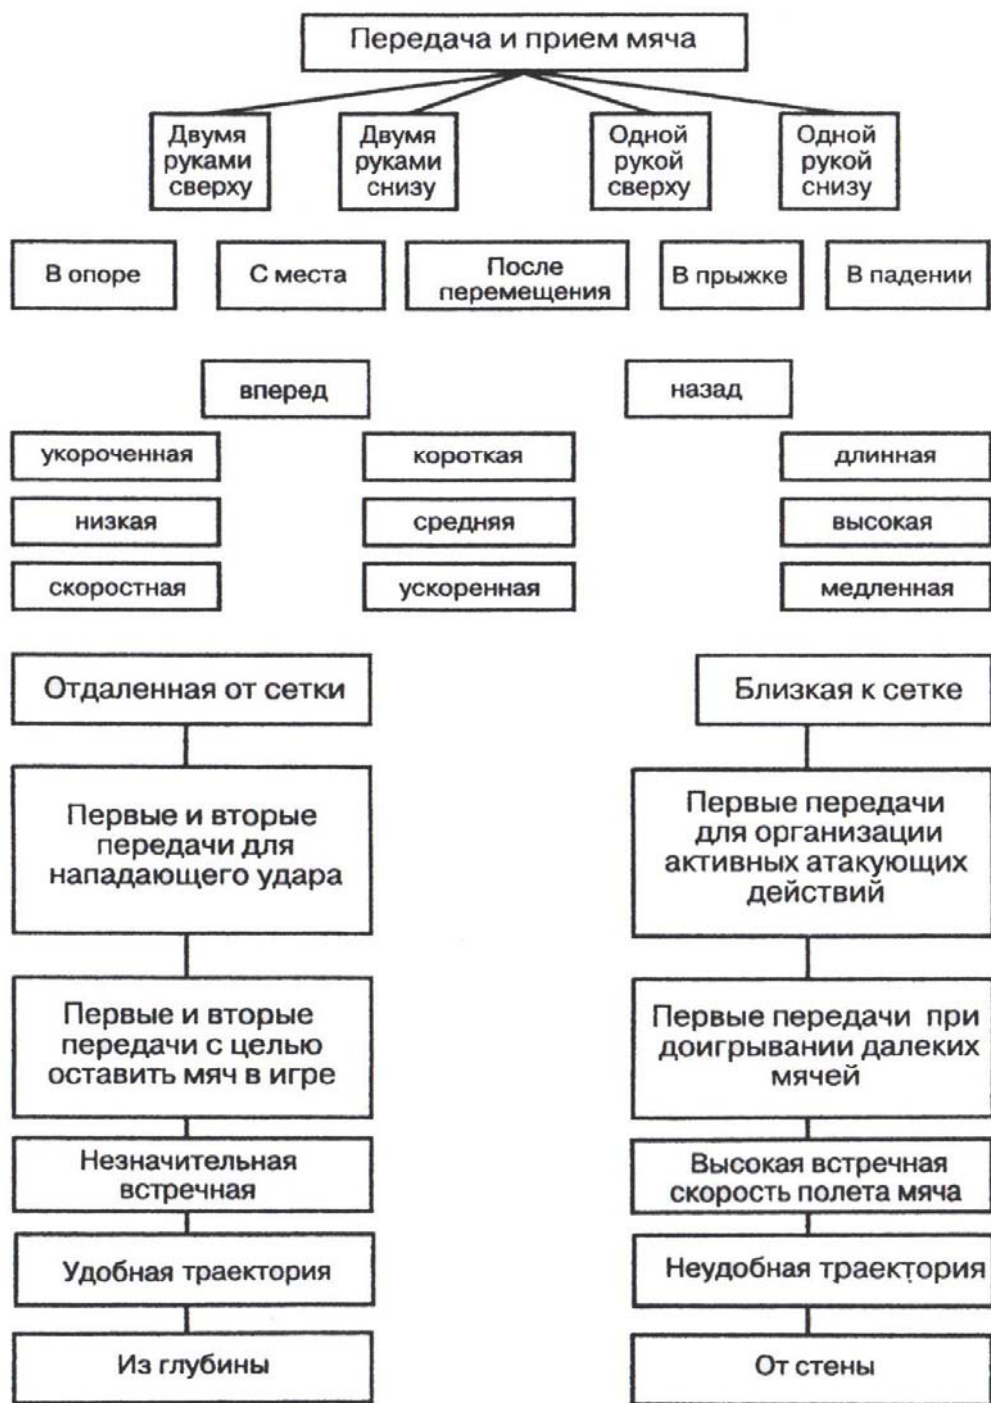 Передача и прием мяча
Двумя
руками
сверху
Двумя
руками
снизу
Одной
рукой
сверху
Одной
рукой
снизу
В опоре
С места
После
перемещения
В прыжке
В падении
вперед
назад
укороченная
короткая
длинная
низкая
средняя
высокая
скоростная
ускоренная
медленная
Отдаленная от сетки
Близкая к сетке
Первые и вторые
передачи для
нападающего удара
Первые передачи
для организации
активных атакующих
действий
Первые и вторые
передачи с целью
оставить мяч в игре
Первые передачи при
доигрывании далеких
мячей
Незначительная
встречная
Высокая встречная
скорость полета мяча
Удобная траектория
Неудобная траектория
Из глубины
От стены